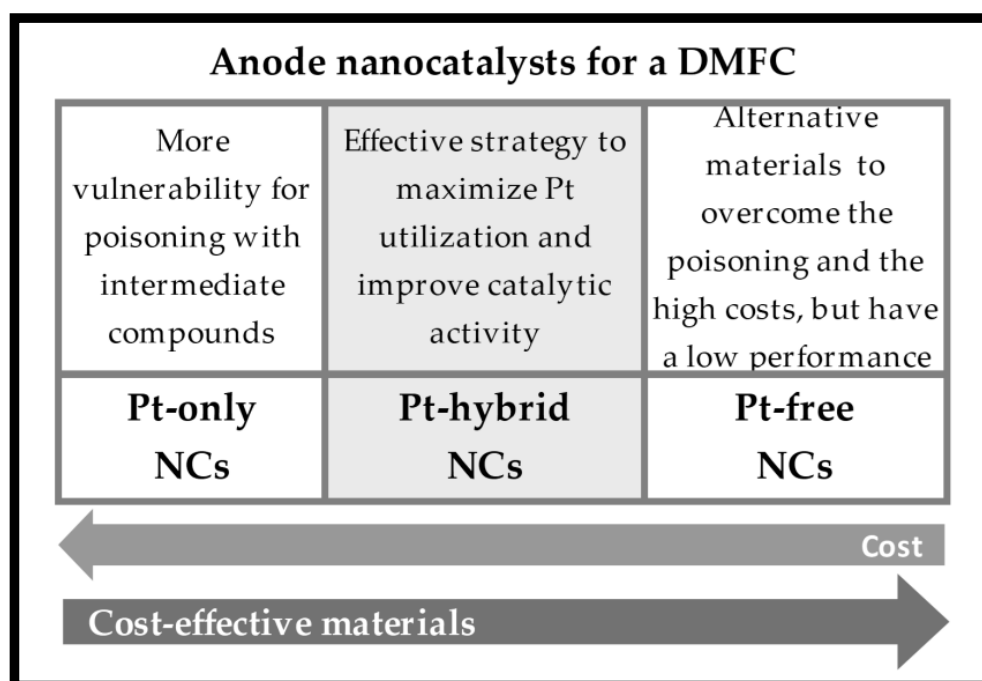 Anode nanocatalysts for a DMFC
More
vulnerability for
poisoning with
intermediate
compounds
Effective strategy to
maximize Pt
utilization and
improve catalytic
activity
Alternative
materials to
overcome the
poisoning and the
high costs, but have
a low performance
Pt-only
NCs
Pt-hybrid
NCs
Pt-free
NCs
Cost
Cost-effective materials